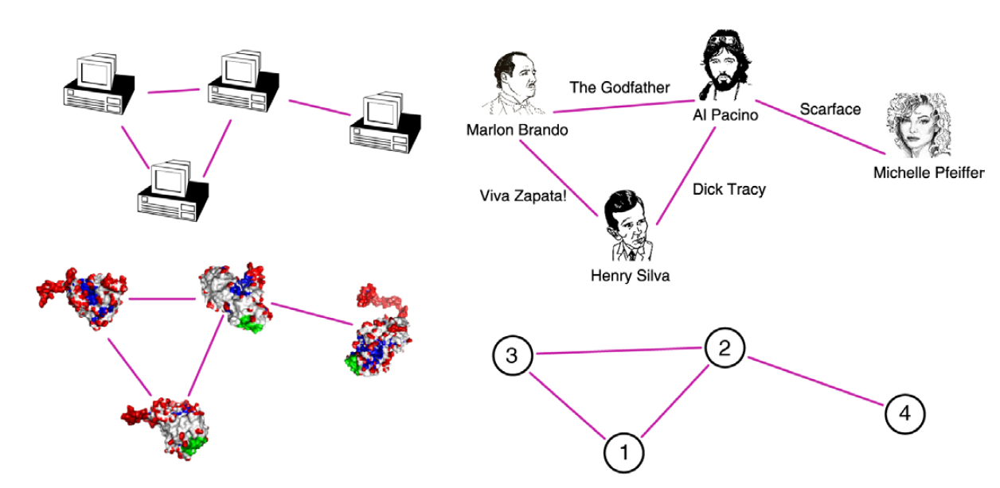 The Godfather
Marlon Brando
Al Pacino
Scarface
Michelle Pfeiffer
Viva Zapata!
Dick Tracy
Henry Silva
3
2
4
1